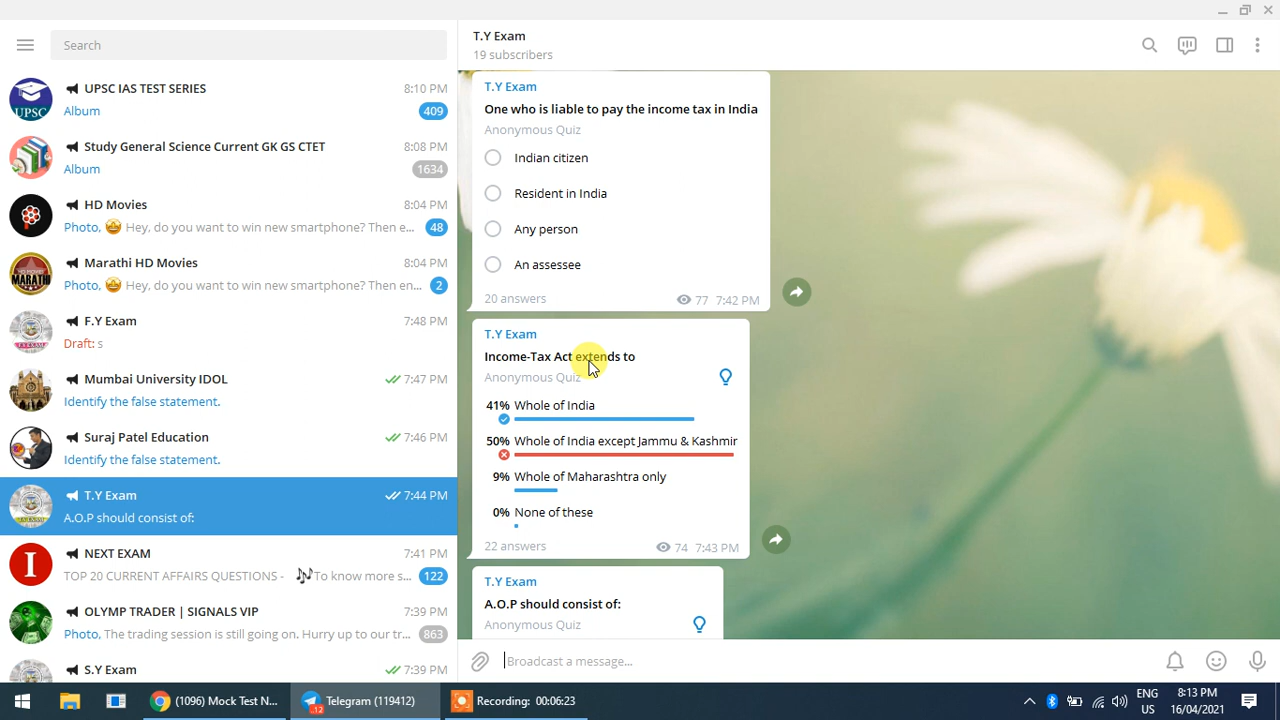 Search
UPSC IAS TEST SERIES 8:10 PM
Album 409
Study General Science Current GK GS CTET 8:08 PM
Album 1634
HD Movies 8:04 PM
Photo, 🤩 Hey, do you want to win new smartphone? Then e... 48
Marathi HD Movies 8:04 PM
Photo, 🤩 Hey, do you want to win new smartphone? Then en... 2
F.Y Exam 7:48 PM
Draft: s
Mumbai University IDOL 7:47 PM
Identify the false statement.
Suraj Patel Education 7:46 PM
Identify the false statement.
T.Y Exam 7:44 PM
A.O.P should consist of:
I NEXT EXAM 7:41 PM
TOP 20 CURRENT AFFAIRS QUESTIONS - 🎶To know more s... 122
OLYMP TRADER | SIGNALS VIP 7:39 PM
Photo, The trading session is still going on. Hurry up to our tr... 863
S.Y Exam 7:39 PM
UPSC
T.Y Exam
19 subscribers
T.Y Exam
One who is liable to pay the income tax in India
Anonymous Quiz
Indian citizen
Resident in India
Any person
An assessee
20 answers 77 7:42 PM
T.Y Exam
Income-Tax Act extends to
Anonymous Quiz
41% Whole of India
50% Whole of India except Jammu & Kashmir
9% Whole of Maharashtra only
0% None of these
22 answers 74 7:43 PM
T.Y Exam
A.O.P should consist of:
Anonymous Quiz
Broadcast a message...
(1096) Mock Test N...
12 Telegram (119412)
Recording: 00:06:23
ENG
US
8:13 PM
16/04/2021